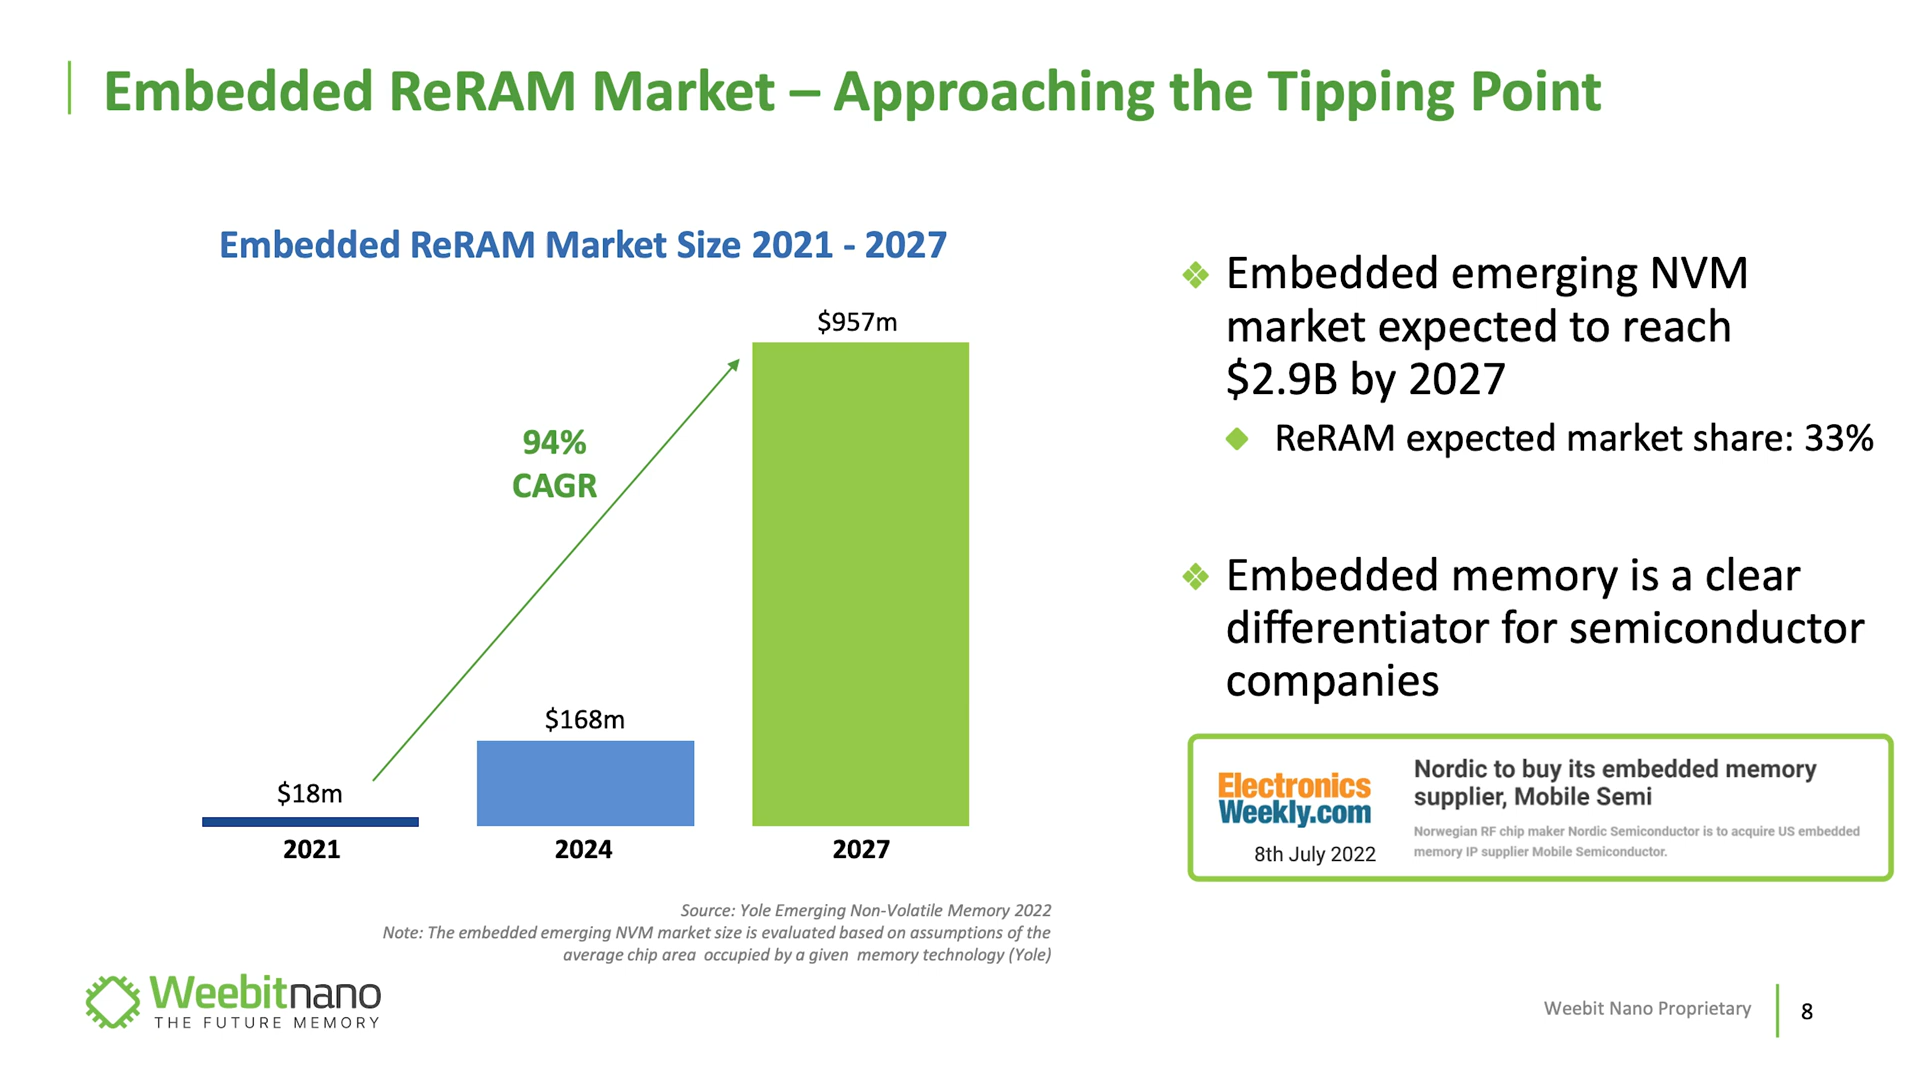 Embedded ReRAM Market – Approaching the Tipping Point
Embedded ReRAM Market Size 2021 - 2027
$957m
94%
CAGR
$168m
$18m
2021
2024
2027
Source: Yole Emerging Non-Volatile Memory 2022
Note: The embedded emerging NVM market size is evaluated based on assumptions of the
average chip area occupied by a given memory technology (Yole)
Embedded emerging NVM
market expected to reach
$2.9B by 2027
ReRAM expected market share: 33%
Embedded memory is a clear
differentiator for semiconductor
companies
Electronics
Weekly.com
8th July 2022
Nordic to buy its embedded memory
supplier, Mobile Semi
Norwegian RF chip maker Nordic Semiconductor is to acquire US embedded
memory IP supplier Mobile Semiconductor.
Weebitnano
THE FUTURE MEMORY
Weebit Nano Proprietary
8